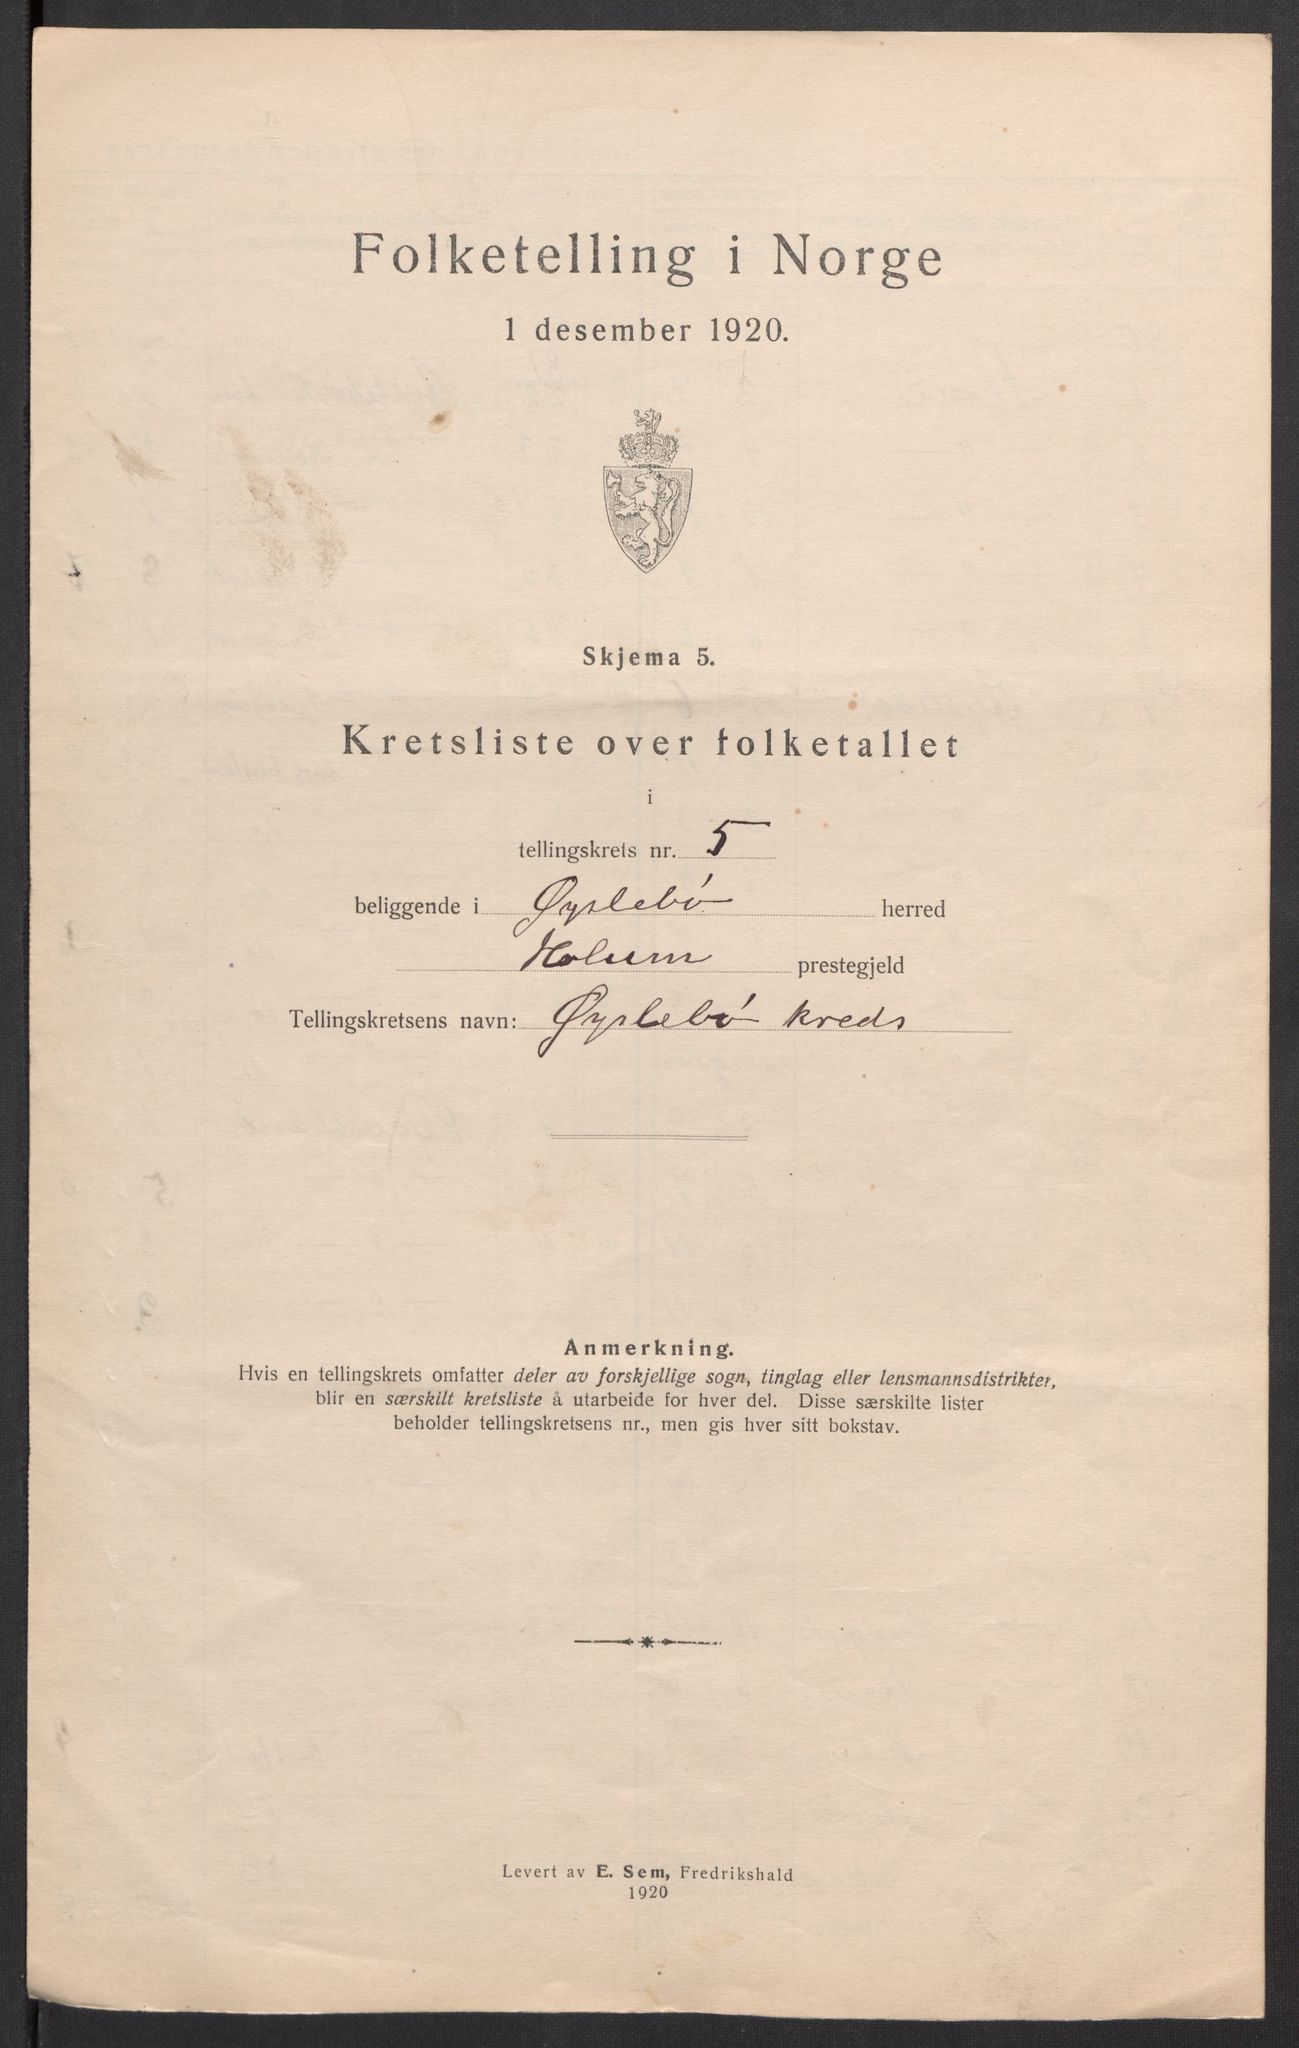 Folketelling i Norge
1 desember 1920.
Skjema 5.
Kretsliste over folketallet
i
tellingskrets nr. 5
beliggende i Øyslebø herred
Holum prestegjeld
Tellingskretsens navn: Øyslebø kreds
Anmerkning.
Hvis en tellingskrets omfatter deler av forskjellige sogn, tinglag eller lensmannsdistrikter,
blir en særskilt kretsliste å utarbeide for hver del. Disse særskilte lister
beholder tellingskretsens nr., men gis hver sitt bokstav.
Levert av E. Sem, Fredrikshald
1920